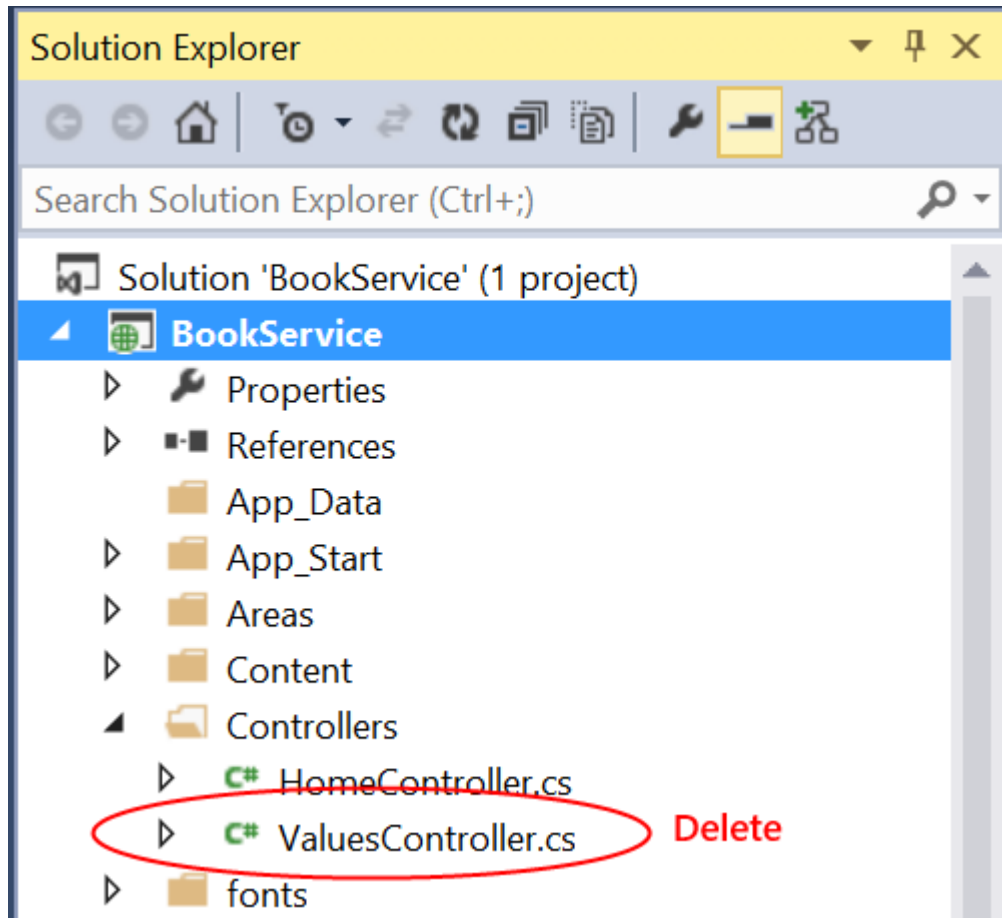 Solution Explorer
Search Solution Explorer (Ctrl+;)
Solution 'BookService' (1 project)
BookService
Properties
References
App_Data
App_Start
Areas
Content
Controllers
C# HomeController.cs
C# ValuesController.cs Delete
fonts